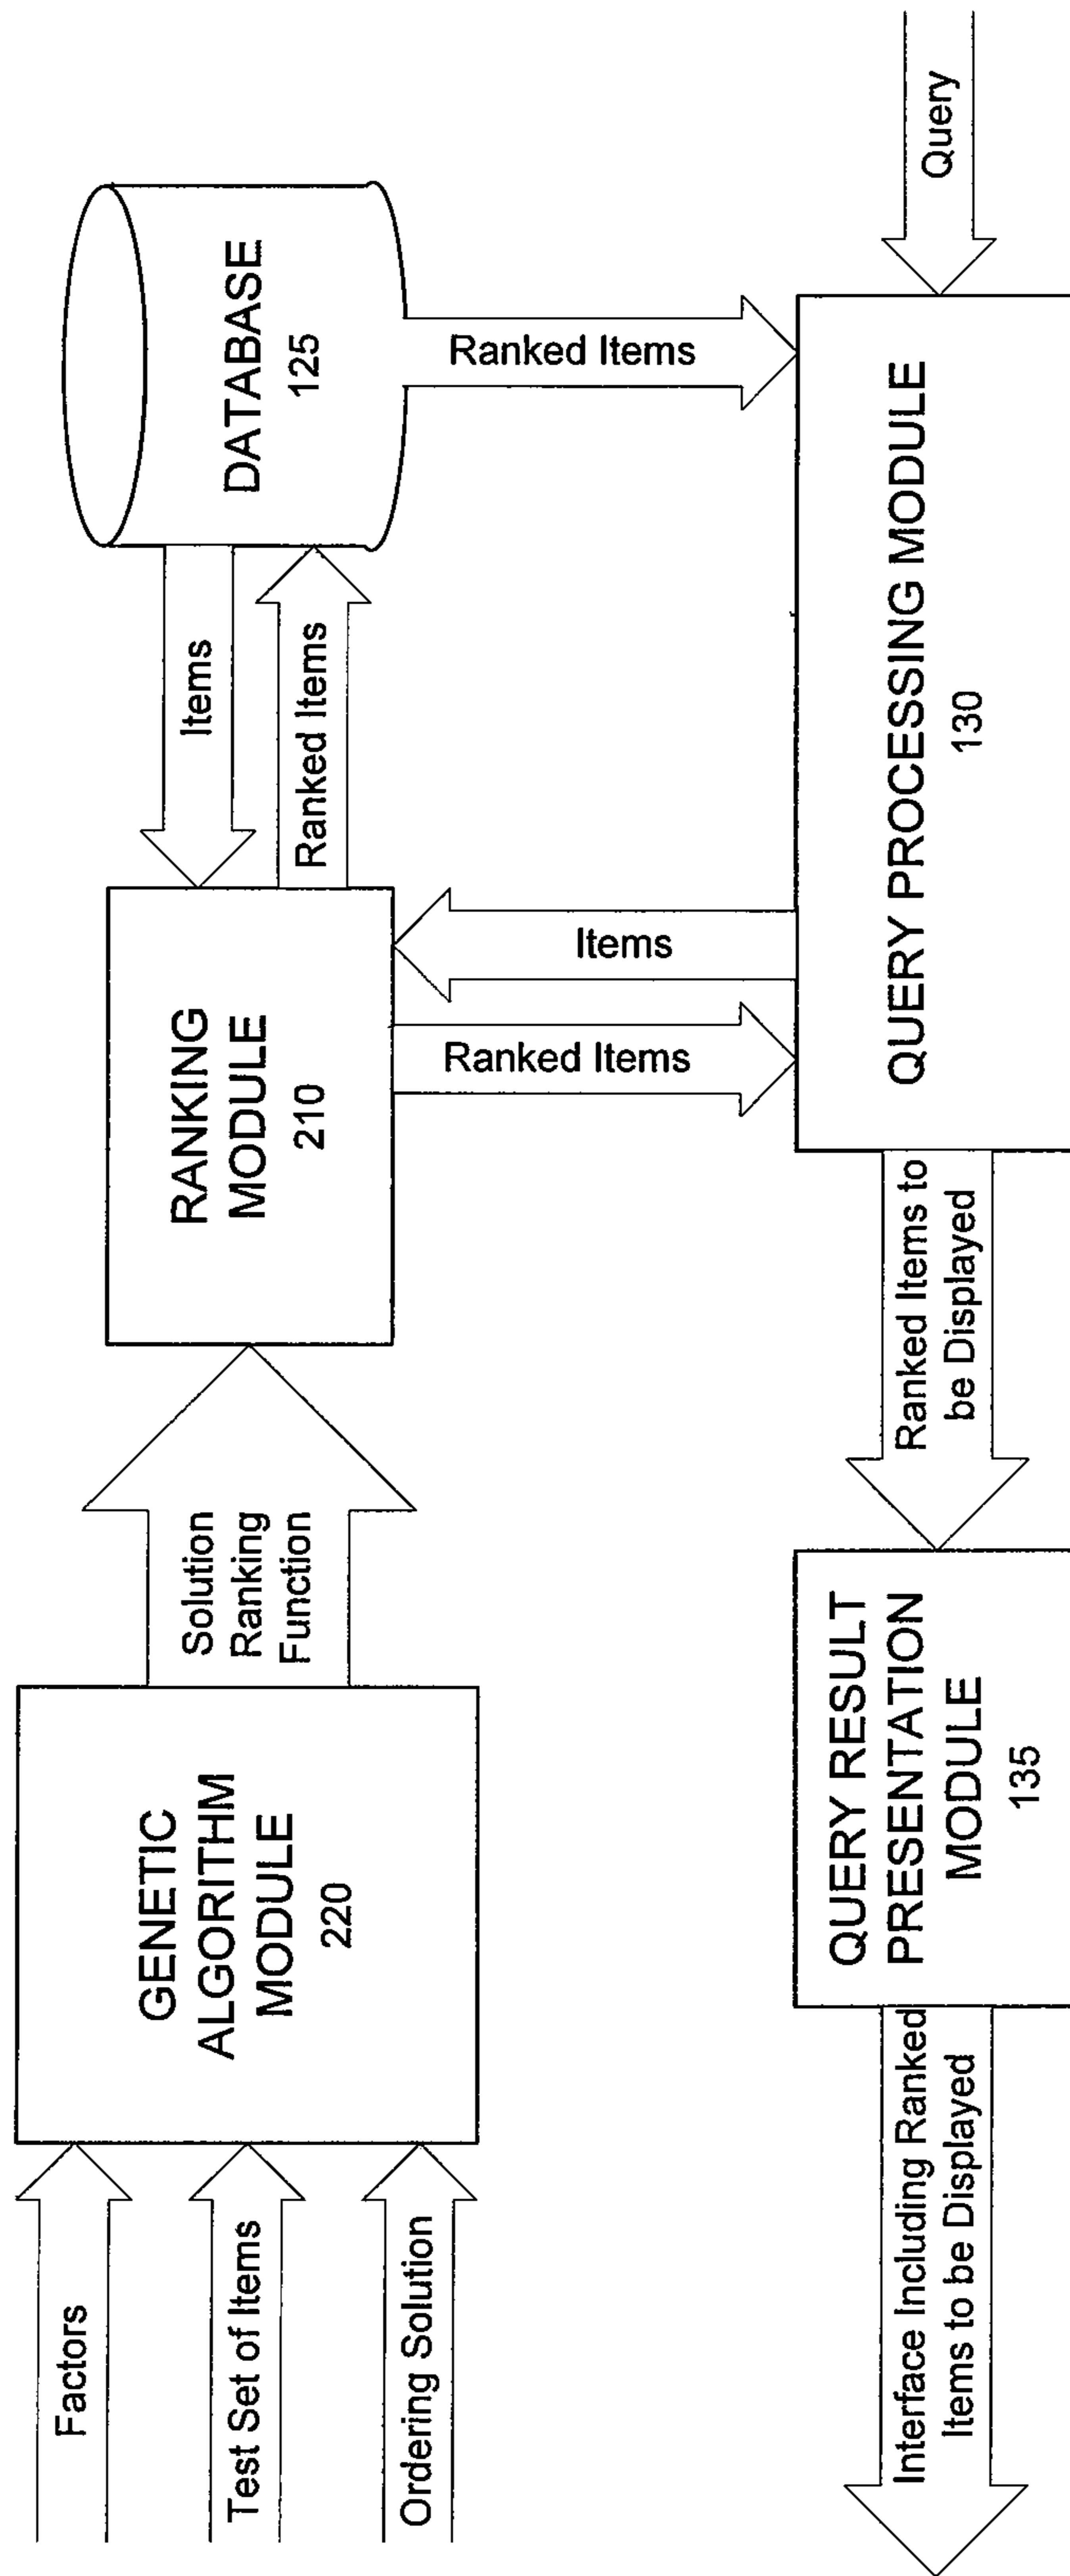 Factors
Test Set of Items
Ordering Solution
GENETIC
ALGORITHM
MODULE
220
Solution
Ranking
Function
RANKING
MODULE
210
Items
Ranked Items
DATABASE
125
Ranked Items
Items
Ranked Items
Interface Including Ranked
Items to be Displayed
QUERY RESULT
PRESENTATION
MODULE
135
Ranked Items to
be Displayed
QUERY PROCESSING MODULE
130
Query